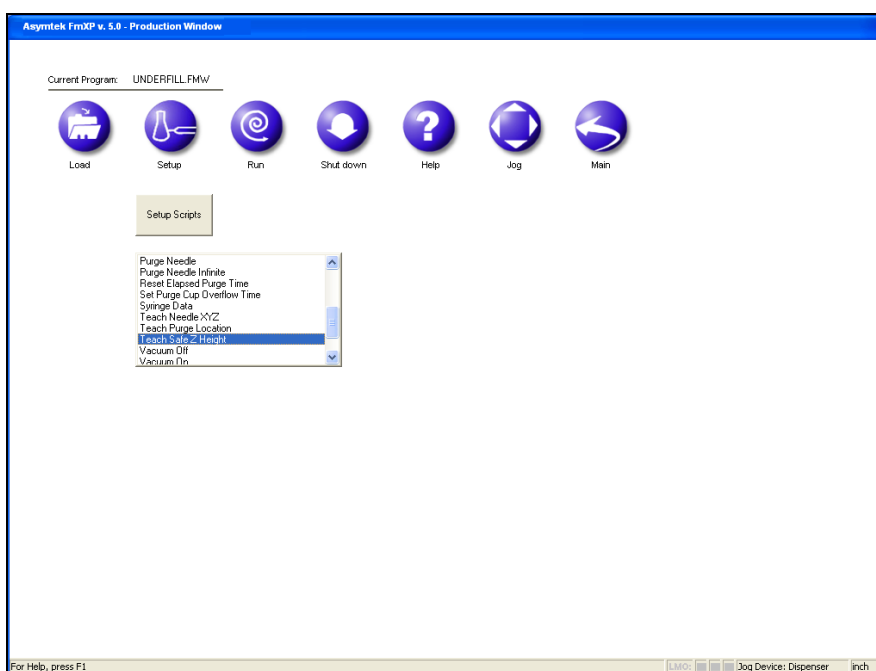 Asymtek FmXP v. 5.0 - Production Window
Current Program: UNDERFILL.FMW
Load Setup Run Shut down Help Jog Main
Setup Scripts
Purge Needle
Purge Needle Infinite
Reset Elapsed Purge Time
Set Purge Cup Overflow Time
Syringe Data
Teach Needle XYZ
Teach Purge Location
Teach Safe Z Height
Vacuum Off
Vacuum On
For Help, press F1 LMO: Jog Device: Dispenser inch